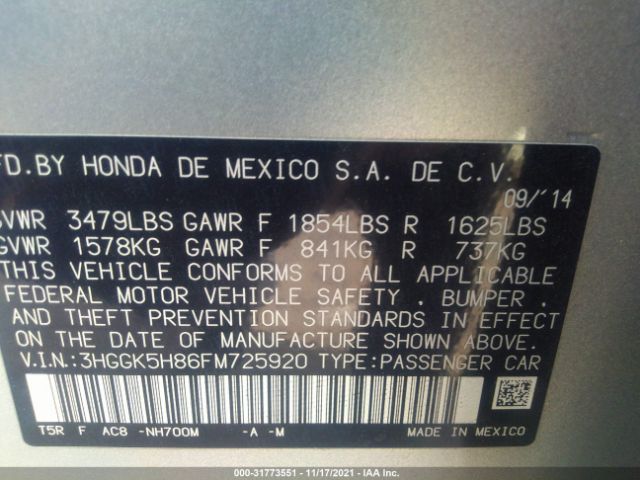 FD.BY HONDA DE MEXICO S.A. DE C.V.
09/'14
VWR 3479LBS GAWR F 1854LBS R 1625LBS
GVWR 1578KG GAWR F 841KG R 737KG
THIS VEHICLE CONFORMS TO ALL APPLICABLE
FEDERAL MOTOR VEHICLE SAFETY . BUMPER .
AND THEFT PREVENTION STANDARDS IN EFFECT
ON THE DATE OF MANUFACTURE SHOWN ABOVE.
V.I.N.:3HGGK5H86FM725920 TYPE:PASSENGER CAR
T5R F AC8 -NH700M -A -M MADE IN MEXICO
000-31773551 — 11/17/2021 — IAA Inc.